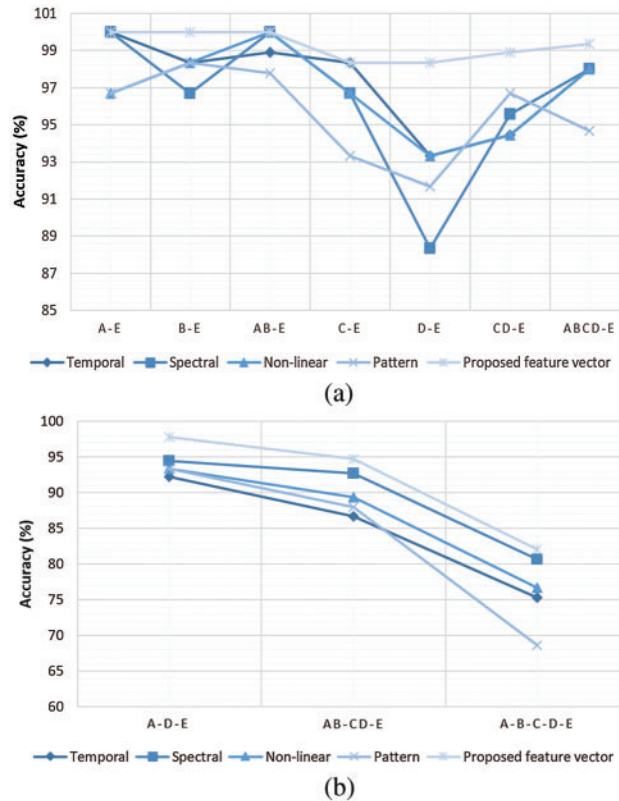 101
99
97
95
93
91
89
87
85
Accuracy (%)
A-E B-E AB-E C-E D-E CD-E ABCD-E
Temporal Spectral Non-linear Pattern Proposed feature vector
(a)
100
95
90
85
80
75
70
65
60
Accuracy (%)
A-D-E AB-CD-E A-B-C-D-E
Temporal Spectral Non-linear Pattern Proposed feature vector
(b)